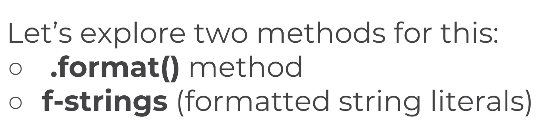 Let's explore two methods for this:
○ .format() method
○ f-strings (formatted string literals)